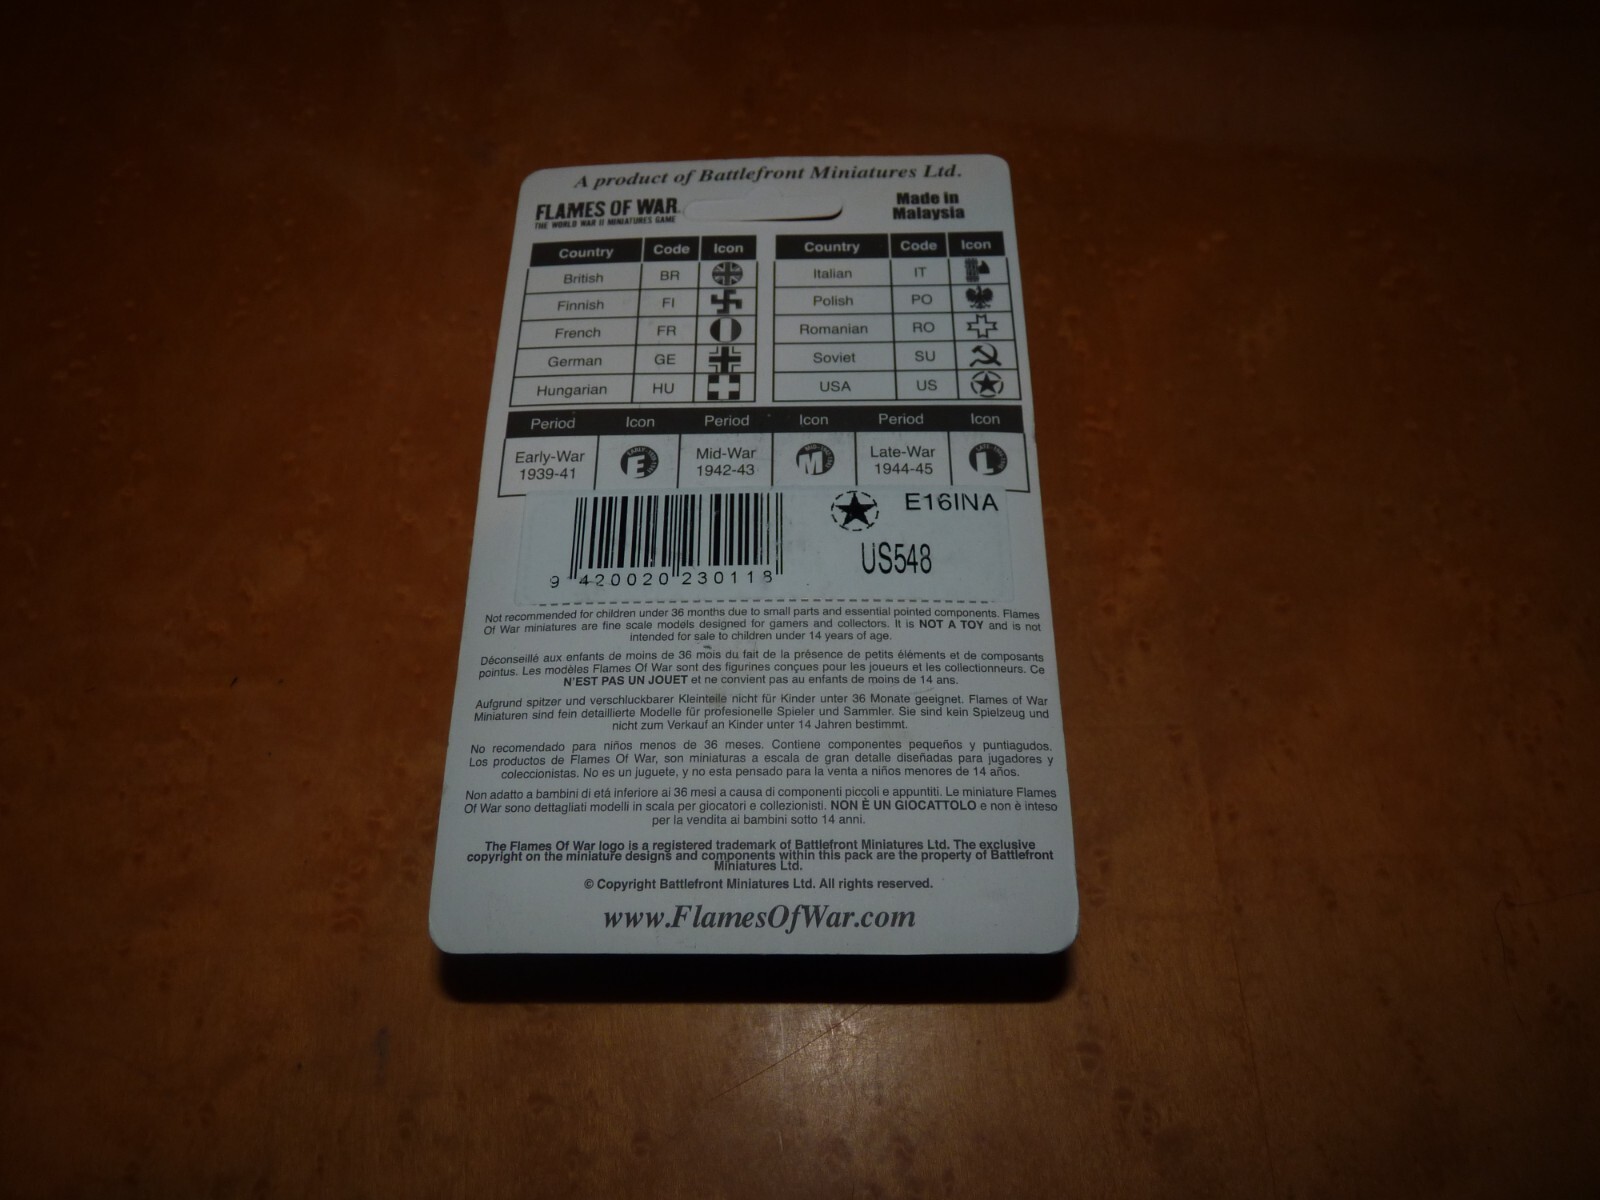 A product of Battlefront Miniatures Ltd.
FLAMES OF WAR
THE WORLD WAR II MINIATURES GAME
Made in
Malaysia
Country Code Icon
British BR
Finnish FI
French FR
German GE
Hungarian HU
Country Code Icon
Italian IT
Polish PO
Romanian RO
Soviet SU
USA US
Period Icon Period Icon Period Icon
Early-War
1939-41
E
Mid-War
1942-43
M
Late-War
1944-45
L
E16INA
US548
9 420020 230118
Not recommended for children under 36 months due to small parts and essential pointed components. Flames
Of War miniatures are fine scale models designed for gamers and collectors. It is NOT A TOY and is not
intended for sale to children under 14 years of age.
Déconseillé aux enfants de moins de 36 mois du fait de la présence de petits éléments et de composants
pointus. Les modèles Flames Of War sont des figurines conçues pour les joueurs et les collectionneurs. Ce
N'EST PAS UN JOUET et ne convient pas au enfants de moins de 14 ans.
Aufgrund spitzer und verschluckbarer Kleinteile nicht für Kinder unter 36 Monate geeignet. Flames of War
Miniaturen sind fein detaillierte Modelle für profesionelle Spieler und Sammler. Sie sind kein Spielzeug und
nicht zum Verkauf an Kinder unter 14 Jahren bestimmt.
No recomendado para niños menos de 36 meses. Contiene componentes pequeños y puntiagudos.
Los productos de Flames Of War, son miniaturas a escala de gran detalle diseñadas para jugadores y
coleccionistas. No es un juguete, y no esta pensado para la venta a niños menores de 14 años.
Non adatto a bambini di etá inferiore ai 36 mesi a causa di componenti piccoli e appuntiti. Le miniature Flames
Of War sono dettagliati modelli in scala per giocatori e collezionisti. NON È UN GIOCATTOLO e non è inteso
per la vendita ai bambini sotto 14 anni.
The Flames Of War logo is a registered trademark of Battlefront Miniatures Ltd. The exclusive
copyright on the miniature designs and components within this pack are the property of Battlefront
Miniatures Ltd.
© Copyright Battlefront Miniatures Ltd. All rights reserved.
www.FlamesOfWar.com